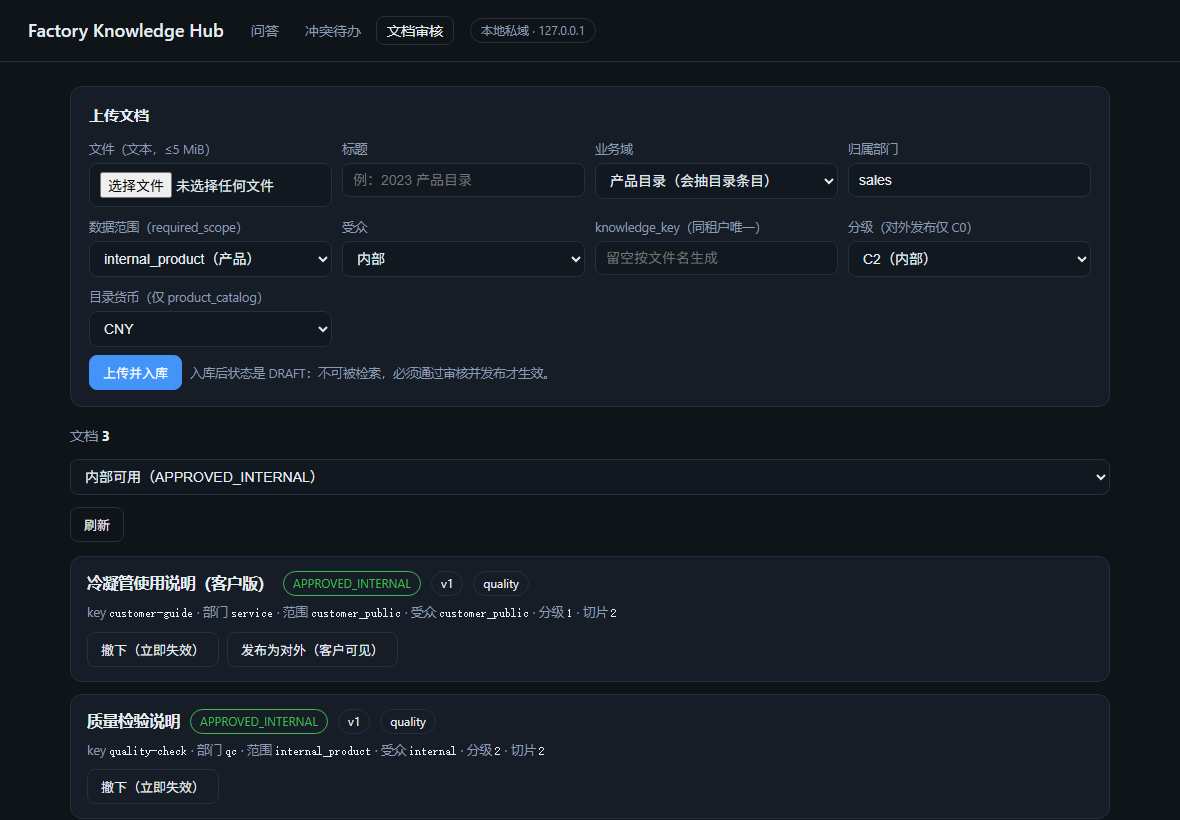 Factory Knowledge Hub 问答 冲突待办 文档审核 本地私域 · 127.0.0.1
上传文档
文件（文本，≤5 MiB） 标题 业务域 归属部门
选择文件 未选择任何文件 例：2023 产品目录 产品目录（会抽目录条目） sales
数据范围（required_scope） 受众 knowledge_key（同租户唯一） 分级（对外发布仅 C0）
internal_product（产品） 内部 留空按文件名生成 C2（内部）
目录货币（仅 product_catalog）
CNY
上传并入库 入库后状态是 DRAFT：不可被检索，必须通过审核并发布才生效。
文档 3
内部可用（APPROVED_INTERNAL）
刷新
冷凝管使用说明（客户版） APPROVED_INTERNAL v1 quality
key customer-guide · 部门 service · 范围 customer_public · 受众 customer_public · 分级 1 · 切片 2
撤下（立即失效） 发布为对外（客户可见）
质量检验说明 APPROVED_INTERNAL v1 quality
key quality-check · 部门 qc · 范围 internal_product · 受众 internal · 分级 2 · 切片 2
撤下（立即失效）